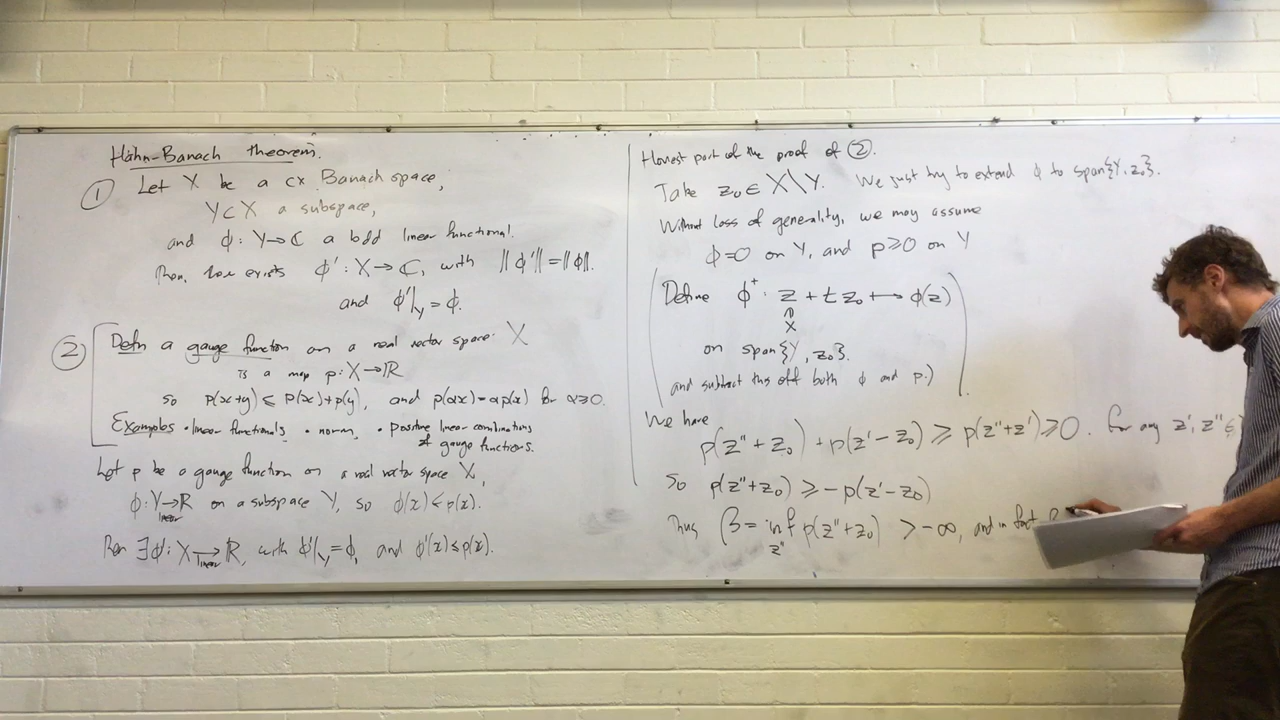 Hahn-Banach theorem.
① Let X be a cx Banach space,
Y⊂X a subspace,
and ϕ: Y→ℂ a bdd linear functional.
Then, there exists ϕ': X→ℂ, with ||ϕ'||=||ϕ||.
and ϕ'|_Y = ϕ.
② Defn a gauge function on a real vector space X
is a map p: X→ℝ
so p(x+y) ≤ p(x)+p(y), and p(αx)=αp(x) for α≥0.
Examples • linear functionals • norm, • positive linear combinations
of gauge functions.
Let p be a gauge function on a real vector space X,
ϕ: Y→ℝ on a subspace Y, so ϕ(x)≤p(x).
linear
Then ∃ϕ': X→ℝ, with ϕ'|_Y=ϕ, and ϕ'(x)≤p(x).
linear
Honest part of the proof of ②.
Take z₀∈X\Y. We just try to extend ϕ to span{Y,z₀}.
Without loss of generality, we may assume
ϕ=0 on Y, and p≥0 on Y
(Define ϕ⁺: z + t z₀ ↦ ϕ(z)
X
on span{Y, z₀}.
and subtract this off both ϕ and p.)
We have
p(z''+z₀) + p(z'-z₀) ≥ p(z''+z') ≥ 0. for any z', z'' ∈
So p(z''+z₀) ≥ -p(z'-z₀)
Thus β = inf p(z''+z₀) > -∞, and in fact
z''